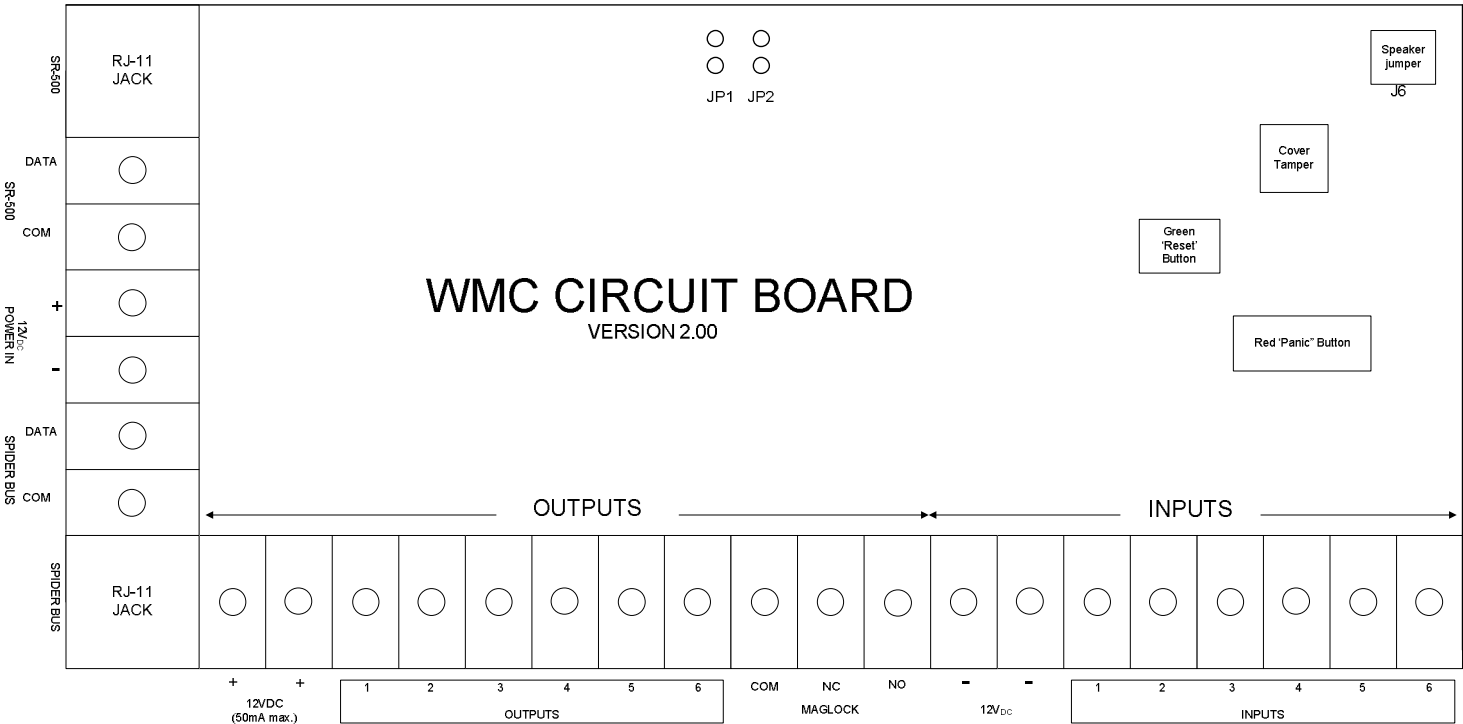 SR-500
RJ-11
JACK
JP1 JP2
Speaker
jumper
J6
Cover
Tamper
DATA
SR-500
COM
Green
‘Reset’
Button
WMC CIRCUIT BOARD
VERSION 2.00
+
12VDC
POWER IN
-
Red ‘Panic” Button
DATA
SPIDER BUS
COM
OUTPUTS
INPUTS
SPIDER BUS
RJ-11
JACK
+ +
12VDC
(50mA max.)
1 2 3 4 5 6
OUTPUTS
COM NC NO
MAGLOCK
- -
12VDC
1 2 3 4 5 6
INPUTS